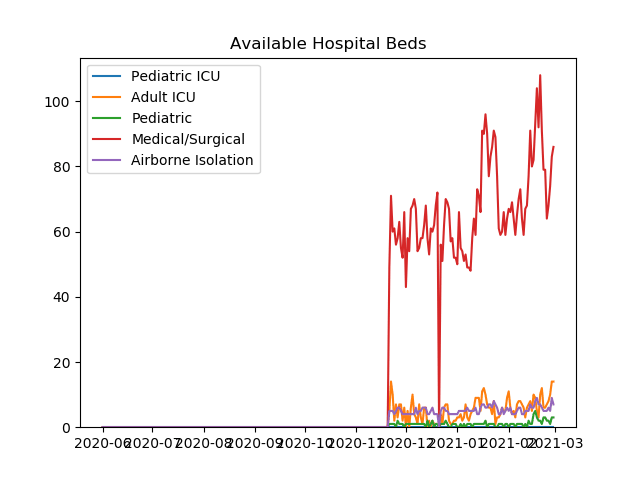 Available Hospital Beds
Pediatric ICU
Adult ICU
Pediatric
Medical/Surgical
Airborne Isolation
100
80
60
40
20
0
2020-06 2020-07 2020-08 2020-09 2020-10 2020-11 2020-12 2021-01 2021-02 2021-03